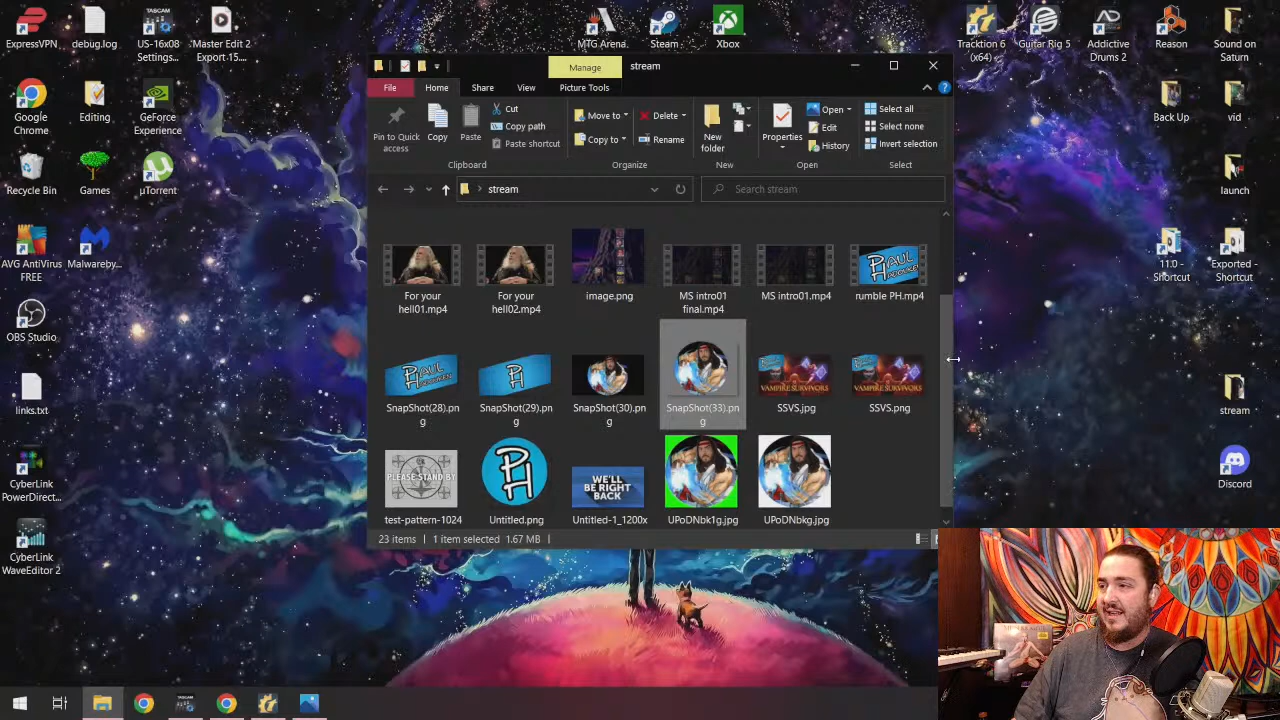 ExpressVPN
debug.log
US-16x08
Settings...
Master Edit 2
Export 15....
MTG Arena
Steam
Xbox
Tracktion 6
(x64)
Guitar Rig 5
Addictive
Drums 2
Reason
Sound on
Saturn
Manage
stream
File
Home
Share
View
Picture Tools
Google
Chrome
Editing
GeForce
Experience
Pin to Quick
access
Copy
Paste
Cut
Copy path
Paste shortcut
Clipboard
Move to
Copy to
Delete
Rename
Organize
New
folder
New
Properties
Open
Edit
History
Open
Select all
Select none
Invert selection
Select
Back Up
vid
Recycle Bin
Games
µTorrent
stream
Search stream
launch
AVG AntiVirus
FREE
Malwareby...
For your
hell01.mp4
For your
hell02.mp4
image.png
MS intro01
final.mp4
MS intro01.mp4
PAUL
rumble PH.mp4
11.0 -
Shortcut
Exported -
Shortcut
OBS Studio
links.txt
PAUL
SnapShot(28).pn
g
PH
SnapShot(29).pn
g
SnapShot(30).pn
g
SnapShot(33).pn
g
VAMPIRE SURVIVORS
SSVS.jpg
VAMPIRE SURVIVORS
SSVS.png
stream
CyberLink
PowerDirect...
PLEASE STAND BY
test-pattern-1024
PH
Untitled.png
WE'LL
BE RIGHT
BACK
Untitled-1_1200x
UPoDNbk1g.jpg
UPoDNbkg.jpg
Discord
CyberLink
WaveEditor 2
23 items
1 item selected 1.67 MB
TASCAM